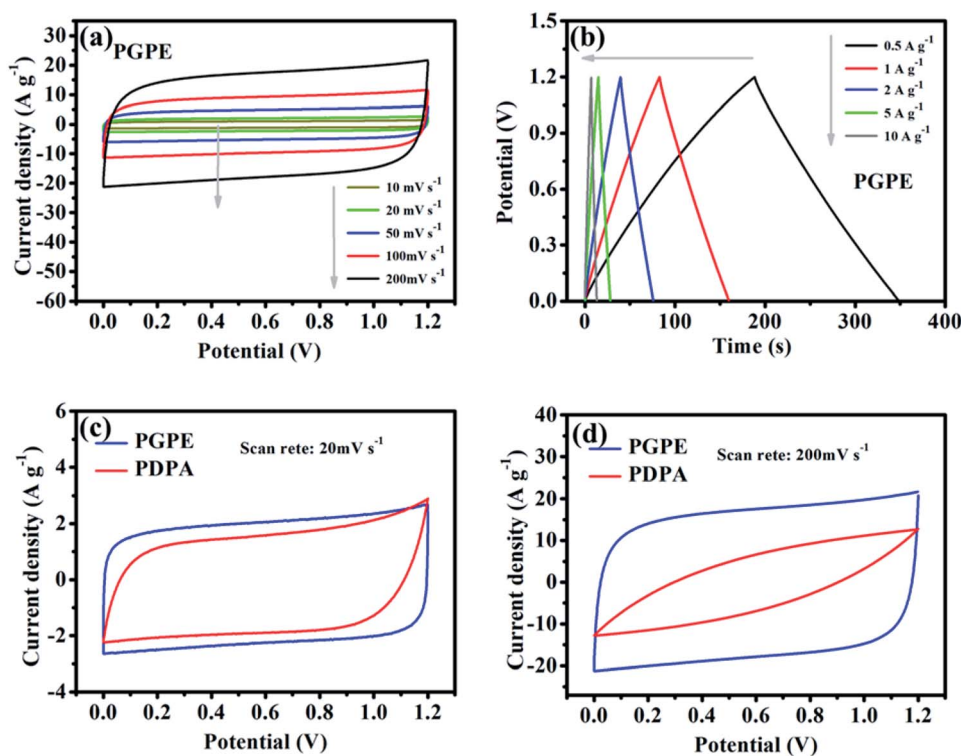 (a)
PGPE
Current density (A g⁻¹)
30
20
10
0
-10
-20
-30
-40
-50
-60
10 mV s⁻¹
20 mV s⁻¹
50 mV s⁻¹
100mV s⁻¹
200mV s⁻¹
0.0 0.2 0.4 0.6 0.8 1.0 1.2
Potential (V)
(b)
Potential (V)
1.5
1.2
0.9
0.6
0.3
0.0
0.5 A g⁻¹
1 A g⁻¹
2 A g⁻¹
5 A g⁻¹
10 A g⁻¹
PGPE
0 100 200 300 400
Time (s)
(c)
Current density (A g⁻¹)
6
4
2
0
-2
-4
PGPE
PDPA
Scan rete: 20mV s⁻¹
0.0 0.2 0.4 0.6 0.8 1.0 1.2
Potential (V)
(d)
Current density (A g⁻¹)
40
30
20
10
0
-10
-20
PGPE
PDPA
Scan rete: 200mV s⁻¹
0.0 0.2 0.4 0.6 0.8 1.0 1.2
Potential (V)